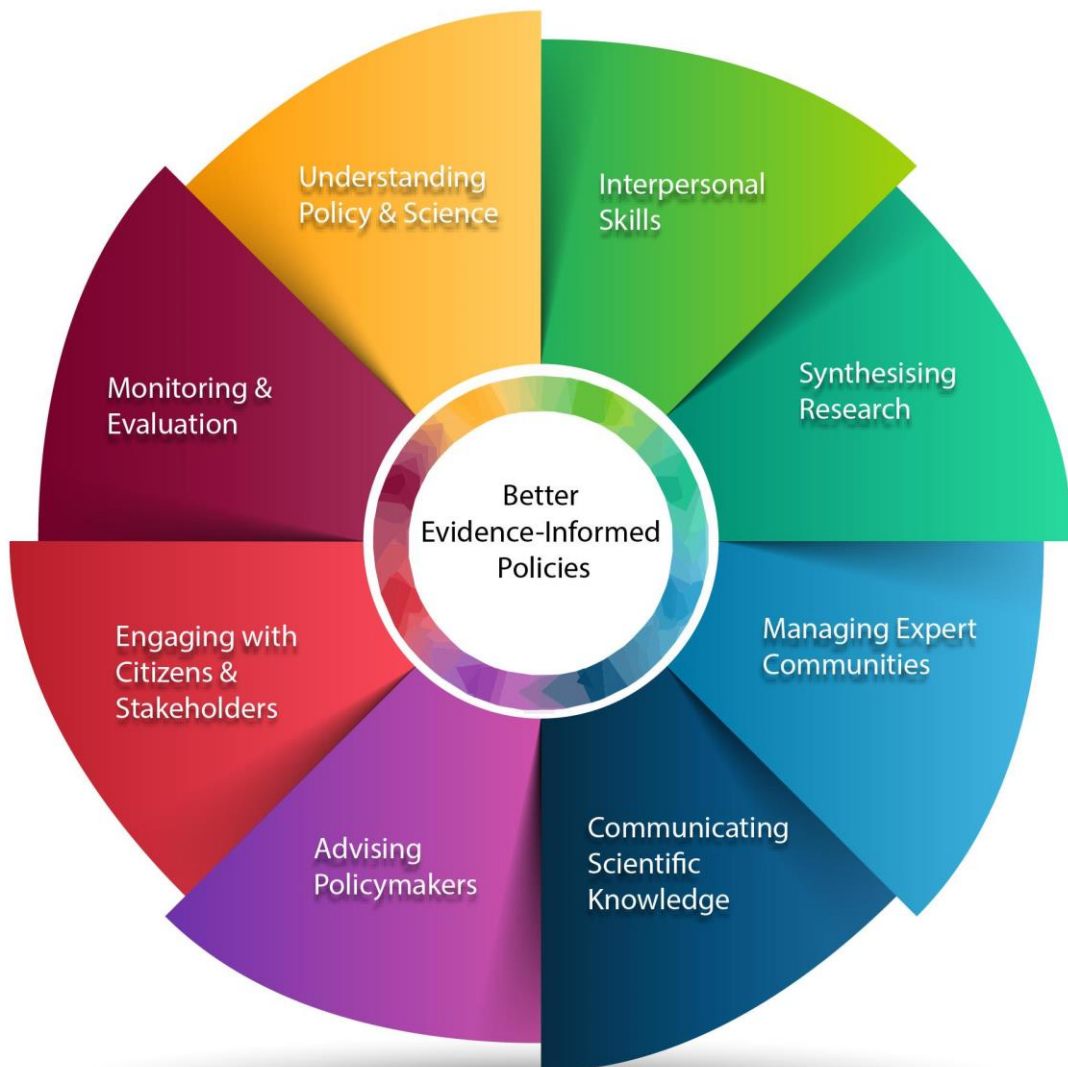 Understanding
Policy & Science
Interpersonal
Skills
Synthesising
Research
Managing Expert
Communities
Communicating
Scientific
Knowledge
Advising
Policymakers
Engaging with
Citizens &
Stakeholders
Monitoring &
Evaluation
Better
Evidence-Informed
Policies